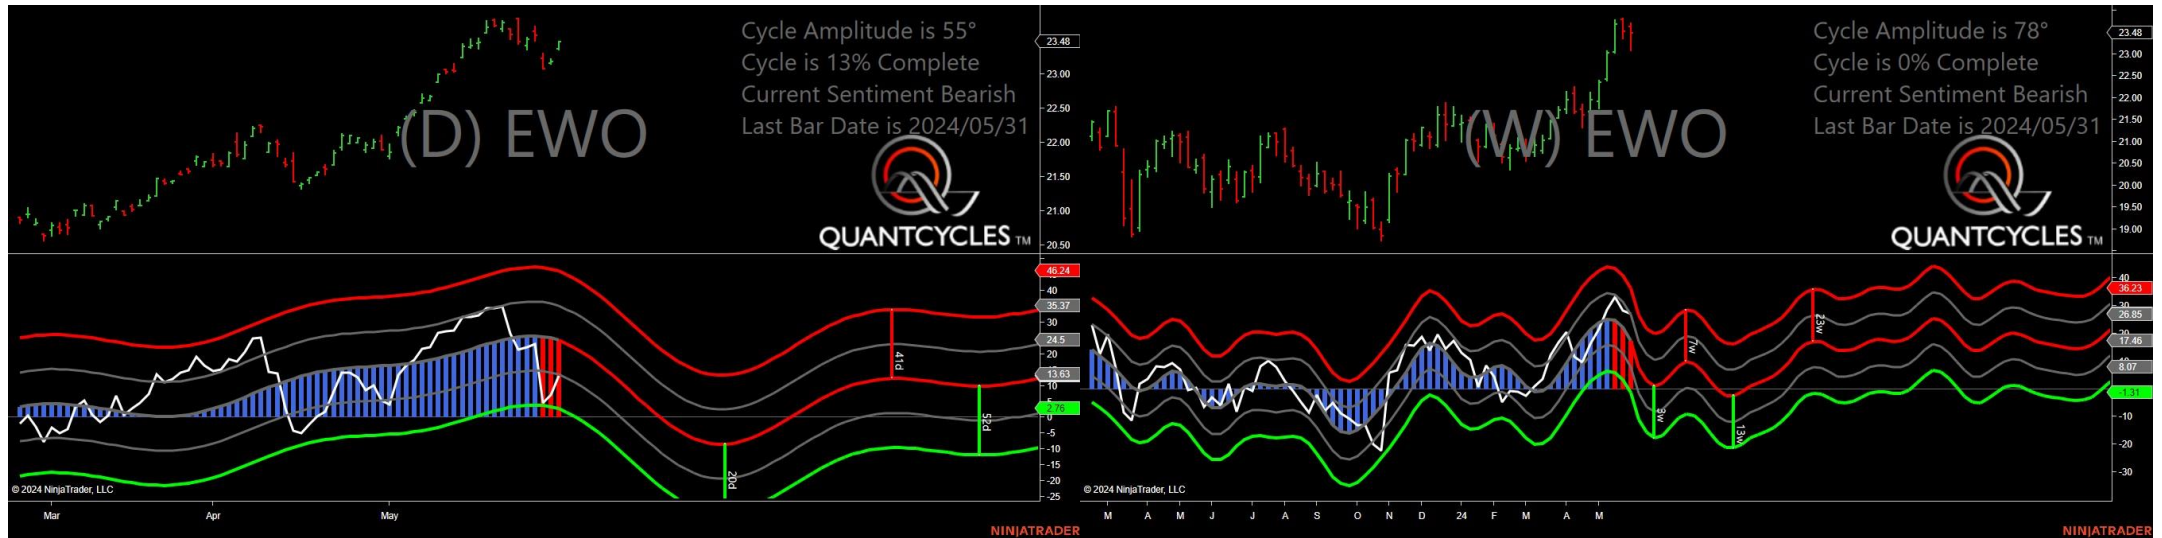 Cycle Amplitude is 55°
Cycle is 13% Complete
Current Sentiment Bearish
Last Bar Date is 2024/05/31
(D) EWO
QUANTCYCLES TM
23.48
23.00
22.50
22.00
21.50
21.00
20.50
46.24
40
35.37
30
24.5
20
13.63
10
5
2.76
0
-5
-10
-15
-20
-25
41d
52d
20d
© 2024 NinjaTrader, LLC
Mar Apr May
NINJATRADER
Cycle Amplitude is 78°
Cycle is 0% Complete
Current Sentiment Bearish
Last Bar Date is 2024/05/31
(W) EWO
QUANTCYCLES TM
23.48
23.00
22.50
22.00
21.50
21.00
20.50
20.00
19.50
19.00
40
36.23
30
26.85
20
17.46
10
8.07
-1.31
-10
-20
-30
23w
7w
13w
© 2024 NinjaTrader, LLC
M A M J J A S O N D 24 F M A M
NINJATRADER